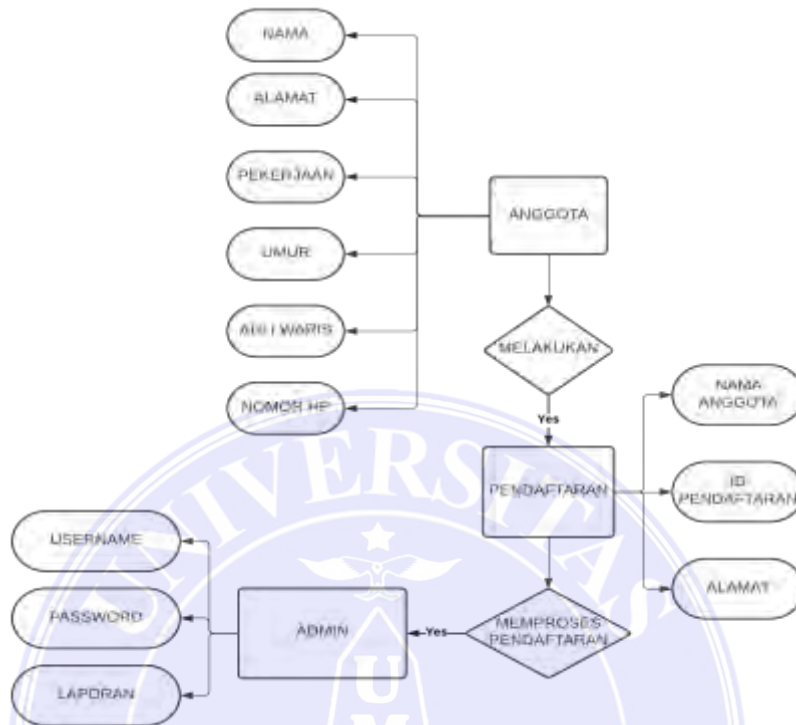 NAMA
ALAMAT
PEKERJAAN
ANGGOTA
UMUR
AHLI WARIS
MELAKUKAN
NOMOR HP
Yes
NAMA
ANGGOTA
PENDAFTARAN
ID
PENDAFTARAN
USERNAME
ALAMAT
PASSWORD
ADMIN
Yes
MEMPROSES
PENDAFTARAN
LAPORAN
UNIVERSITAS
U
M